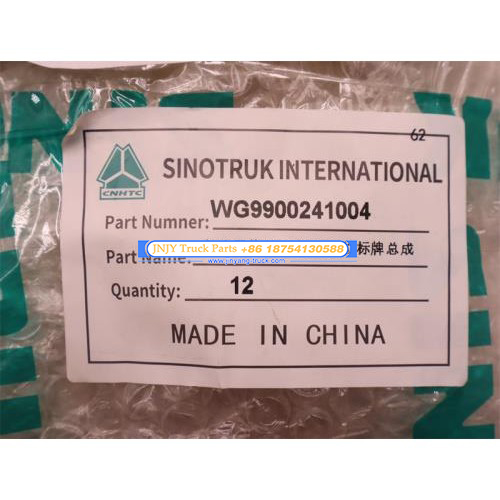 62
CNHTC
SINOTRUK INTERNATIONAL
Part Numner: WG9900241004
JNJY Truck Parts +86 18754130588
Part Name: 标牌总成
www.jinyang-truck.com
Quantity: 12
MADE IN CHINA